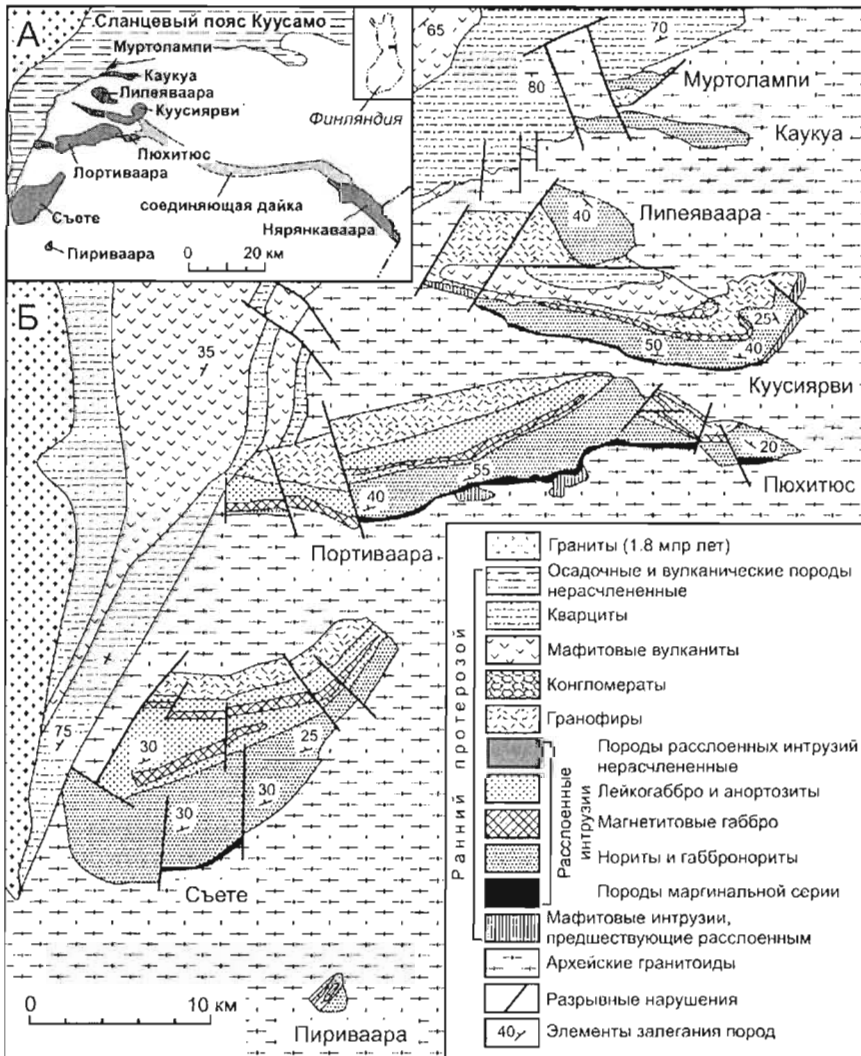 А
Сланцевый пояс Куусамо
Муртолампи
Каукуа
Липеяваара
Куусиярви
Финляндия
Пюхитюс
Портиваара
соединяющая дайка
Съете
Нярянкаваара
Пириваара
0 20 км
65
70
80
Муртолампи
Каукуа
40
Липеяваара
Б
35
25
50
40
Куусиярви
55
20
40
Пюхитюс
Портиваара
75
30
25
30
30
Съете
0 10 км
Пириваара
Ранний протерозой
Расслоенные
интрузии
Граниты (1.8 млр лет)
Осадочные и вулканические породы
нерасчлененные
Кварциты
Мафитовые вулканиты
Конгломераты
Гранофиры
Породы расслоенных интрузий
нерасчлененные
Лейкогаббро и анортозиты
Магнетитовые габбро
Нориты и габбронориты
Породы маргинальной серии
Мафитовые интрузии,
предшествующие расслоенным
Архейские гранитоиды
Разрывные нарушения
40 Элементы залегания пород